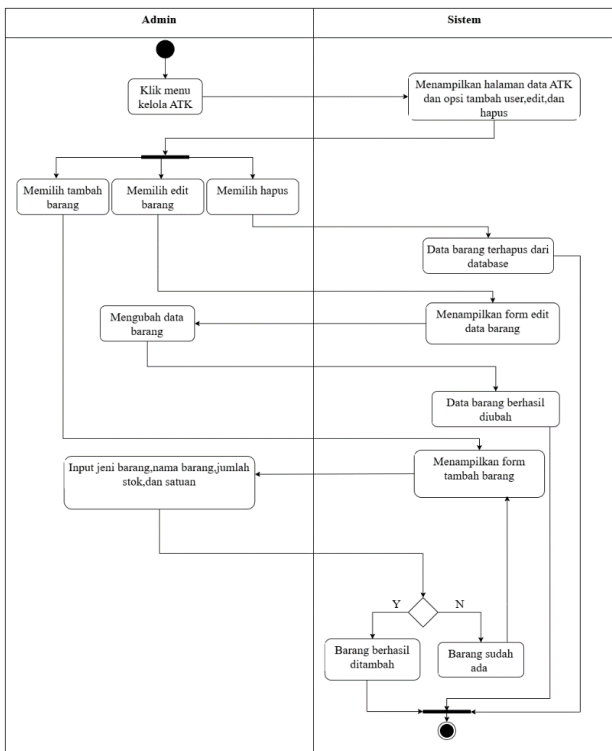 Admin
Sistem
Klik menu
kelola ATK
Menampilkan halaman data ATK
dan opsi tambah user,edit,dan
hapus
Memilih tambah
barang
Memilih edit
barang
Memilih hapus
Data barang terhapus dari
database
Menampilkan form edit
data barang
Mengubah data
barang
Data barang berhasil
diubah
Menampilkan form
tambah barang
Input jeni barang,nama barang,jumlah
stok,dan satuan
Y
N
Barang berhasil
ditambah
Barang sudah
ada